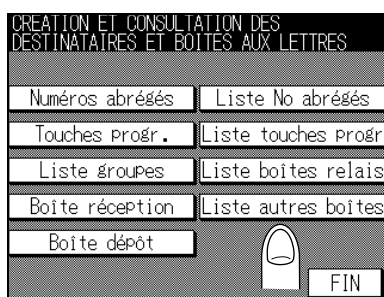 CREATION ET CONSULTATION DES
DESTINATAIRES ET BOITES AUX LETTRES
Numéros abrégés
Liste No abrégés
Touches progr.
Liste touches progr
Liste groupes
Liste boîtes relais
Boîte réception
Liste autres boîtes
Boîte dépôt
FIN